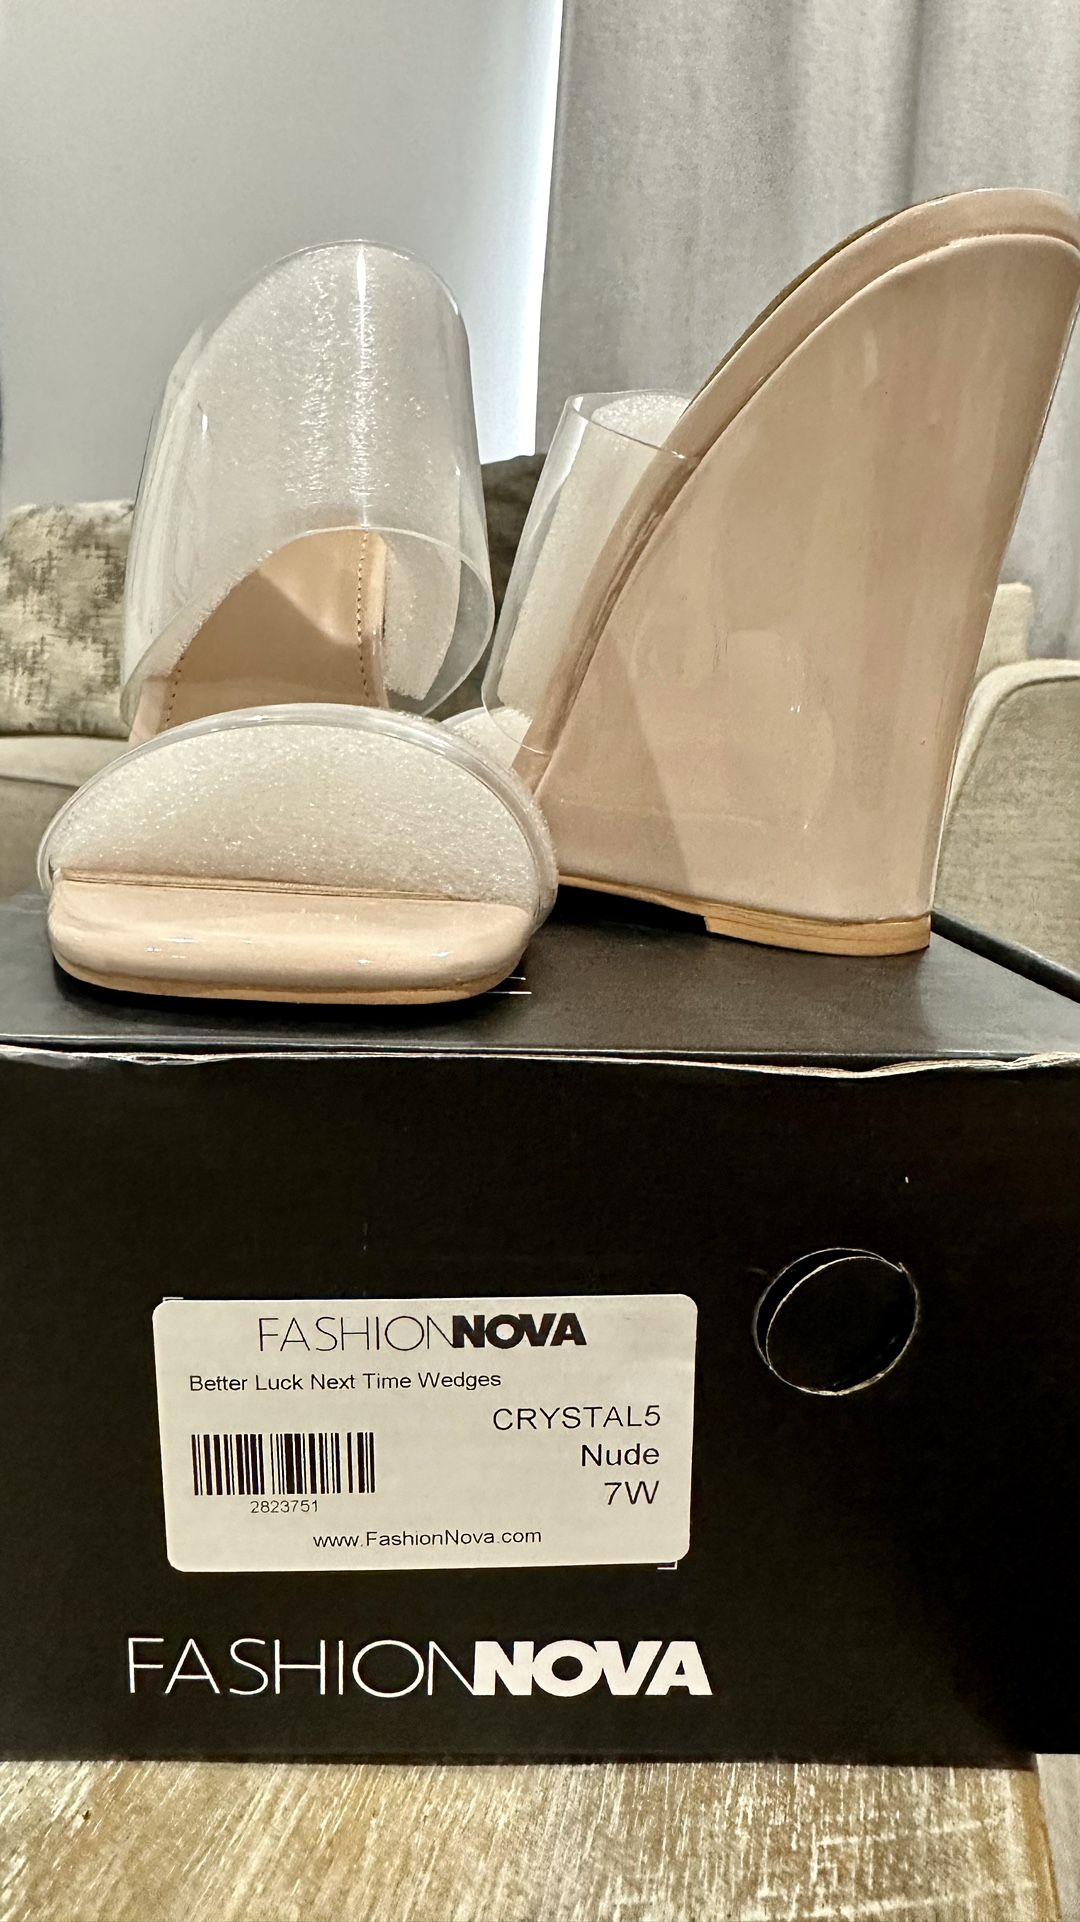 FASHIONNOVA
Better Luck Next Time Wedges
CRYSTAL5
Nude
7W
2823751
www.FashionNova.com
FASHIONNOVA